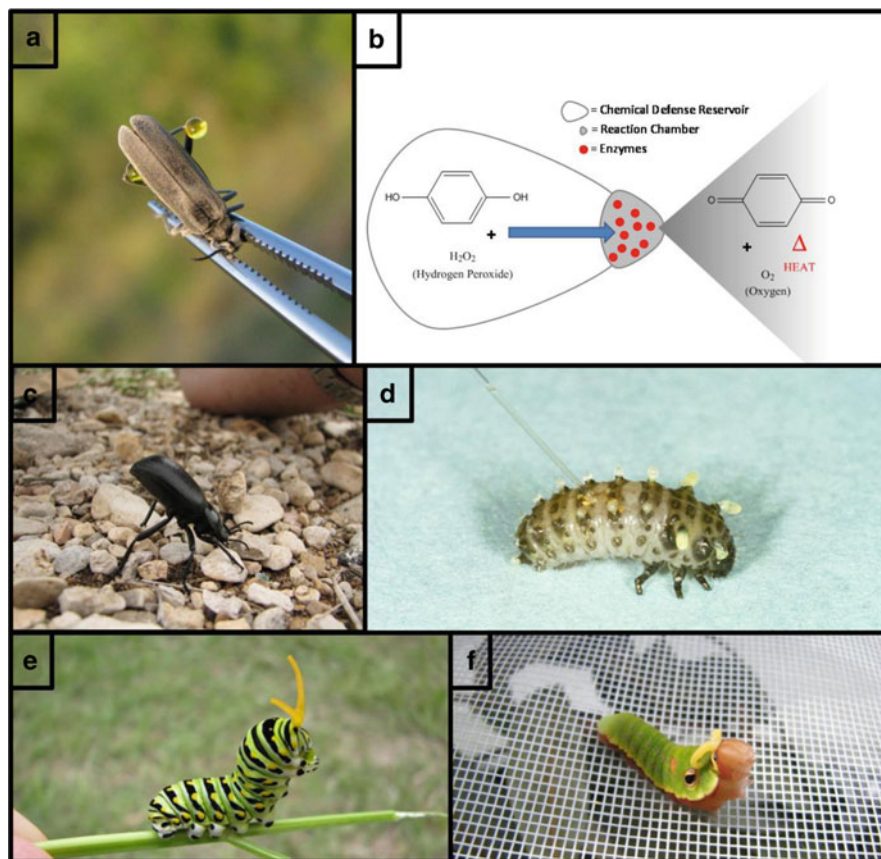 a
b
= Chemical Defense Reservoir
= Reaction Chamber
= Enzymes
HO
OH
+
H₂O₂
(Hydrogen Peroxide)
O
O
+
Δ
HEAT
O₂
(Oxygen)
c
d
e
f